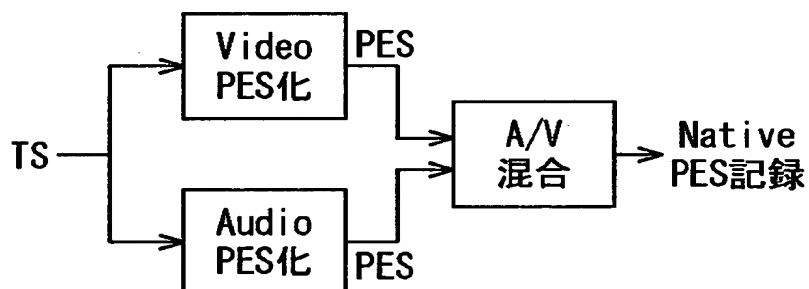 Video
PES化
PES
TS
A/V
混合
Native
PES記録
Audio
PES化
PES